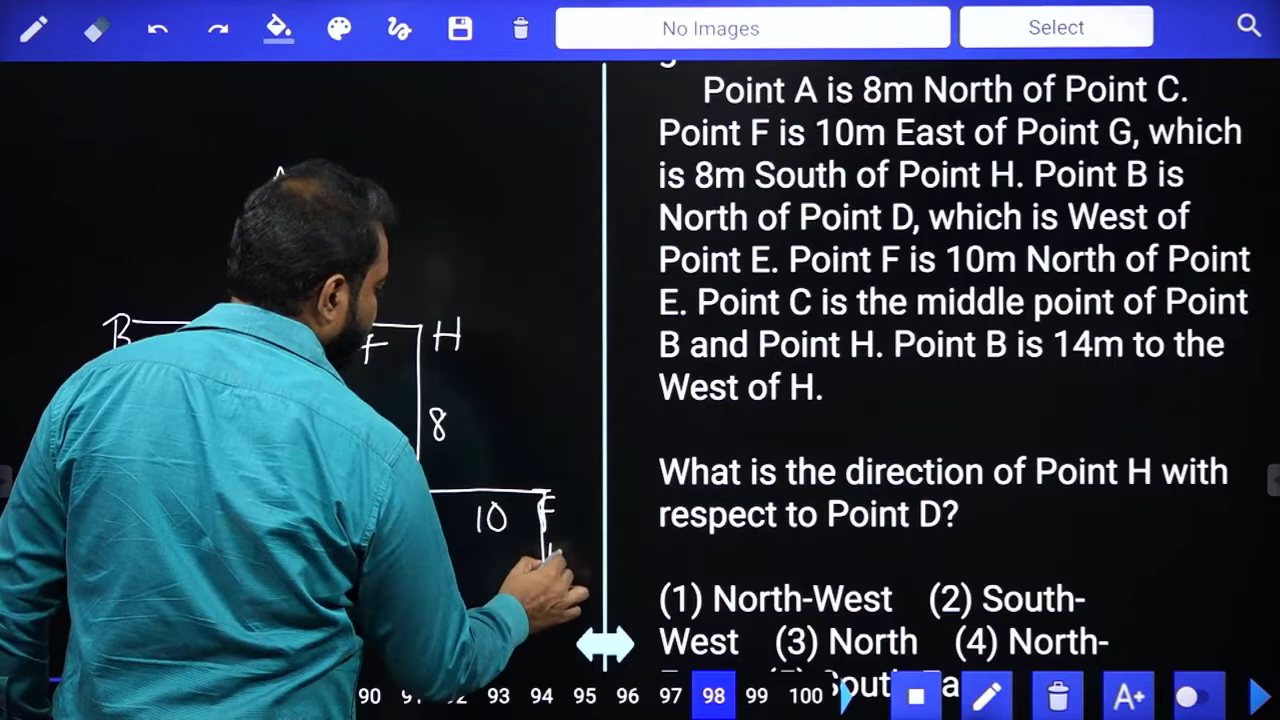 No Images
Select
Point A is 8m North of Point C.
Point F is 10m East of Point G, which
is 8m South of Point H. Point B is
North of Point D, which is West of
Point E. Point F is 10m North of Point
E. Point C is the middle point of Point
B and Point H. Point B is 14m to the
West of H.
What is the direction of Point H with
respect to Point D?
(1) North-West (2) South-
West (3) North (4) North-
B
H
8
10
F
90 92 93 94 95 96 97 98 99 100
A+